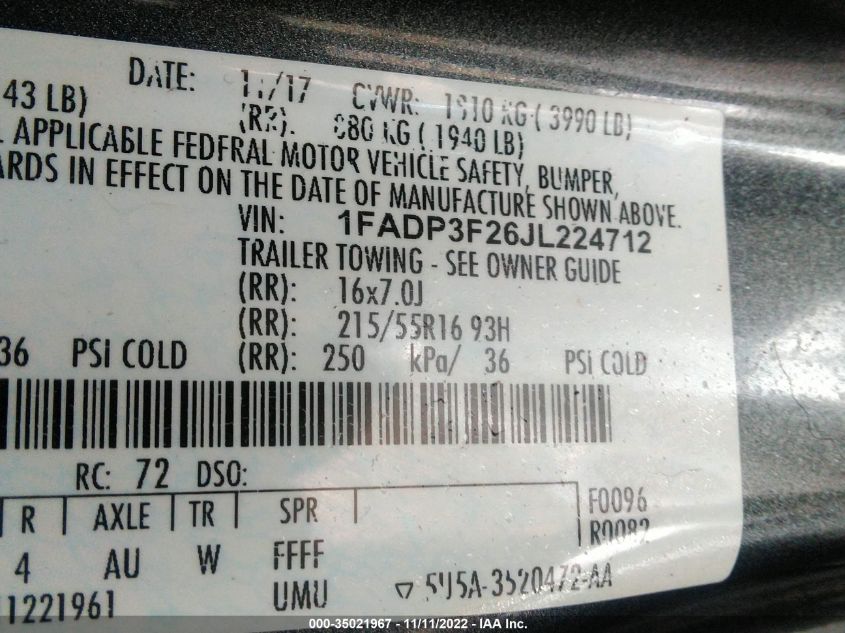 DATE: 11/17 GVWR: 1810 KG ( 3990 LB)
43 LB) (RR): 880 KG ( 1940 LB)
APPLICABLE FEDERAL MOTOR VEHICLE SAFETY, BUMPER,
ARDS IN EFFECT ON THE DATE OF MANUFACTURE SHOWN ABOVE.
VIN: 1FADP3F26JL224712
TRAILER TOWING - SEE OWNER GUIDE
(RR): 16x7.0J
(RR): 215/55R16 93H
36 PSI COLD (RR): 250 kPa/ 36 PSI COLD
RC: 72 DSO:
R | AXLE | TR | SPR F0096
R0082
4 AU W FFFF
11221961 UMU 5U5A-3520472-AA
000-35021967 - 11/11/2022 - IAA Inc.